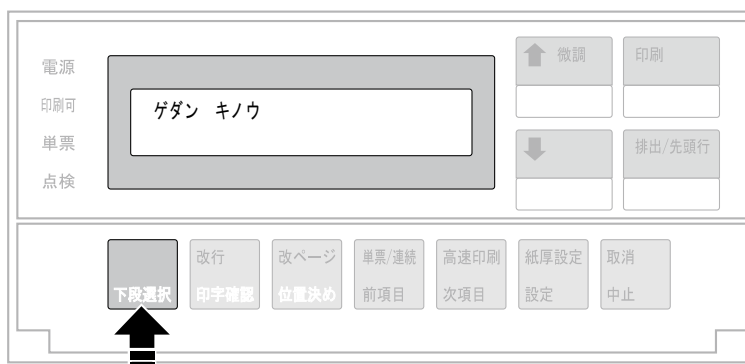 電源
印刷可
単票
点検
ゲダン キノウ
微調
印刷
排出/先頭行
下段選択
改行
印字確認
改ページ
位置決め
単票/連続
前項目
高速印刷
次項目
紙厚設定
設定
取消
中止